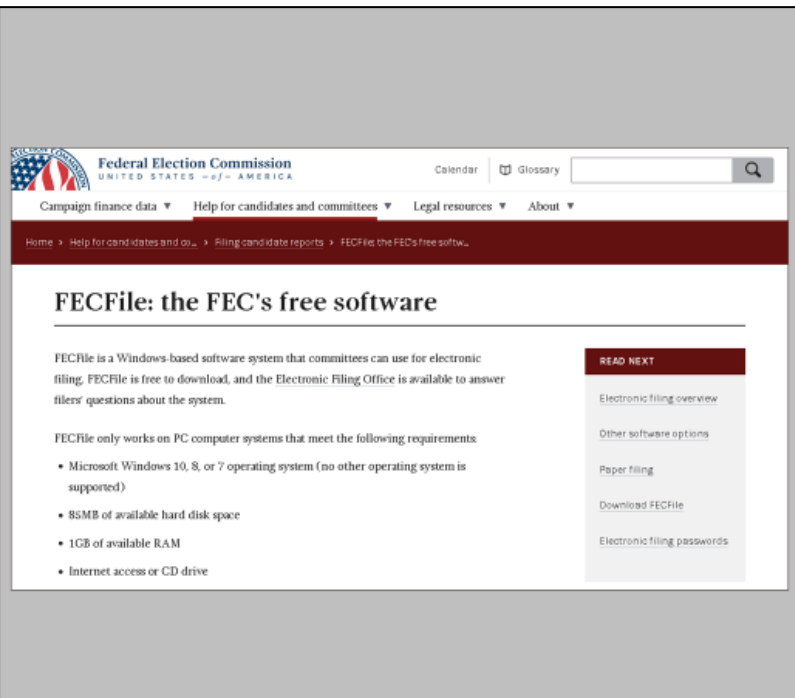 ELECTION COMMISSION
Federal Election Commission
UNITED STATES -of- AMERICA
Calendar
Glossary
Campaign finance data ▼
Help for candidates and committees ▼
Legal resources ▼
About ▼
Home › Help for candidates and co... › Filing candidate reports › FECFile: the FEC's free softw...
FECFile: the FEC's free software
FECFile is a Windows-based software system that committees can use for electronic
filing. FECFile is free to download, and the Electronic Filing Office is available to answer
filers' questions about the system.
FECFile only works on PC computer systems that meet the following requirements:
• Microsoft Windows 10, 8, or 7 operating system (no other operating system is
supported)
• 85MB of available hard disk space
• 1GB of available RAM
• Internet access or CD drive
READ NEXT
Electronic filing overview
Other software options
Paper filing
Download FECFile
Electronic filing passwords